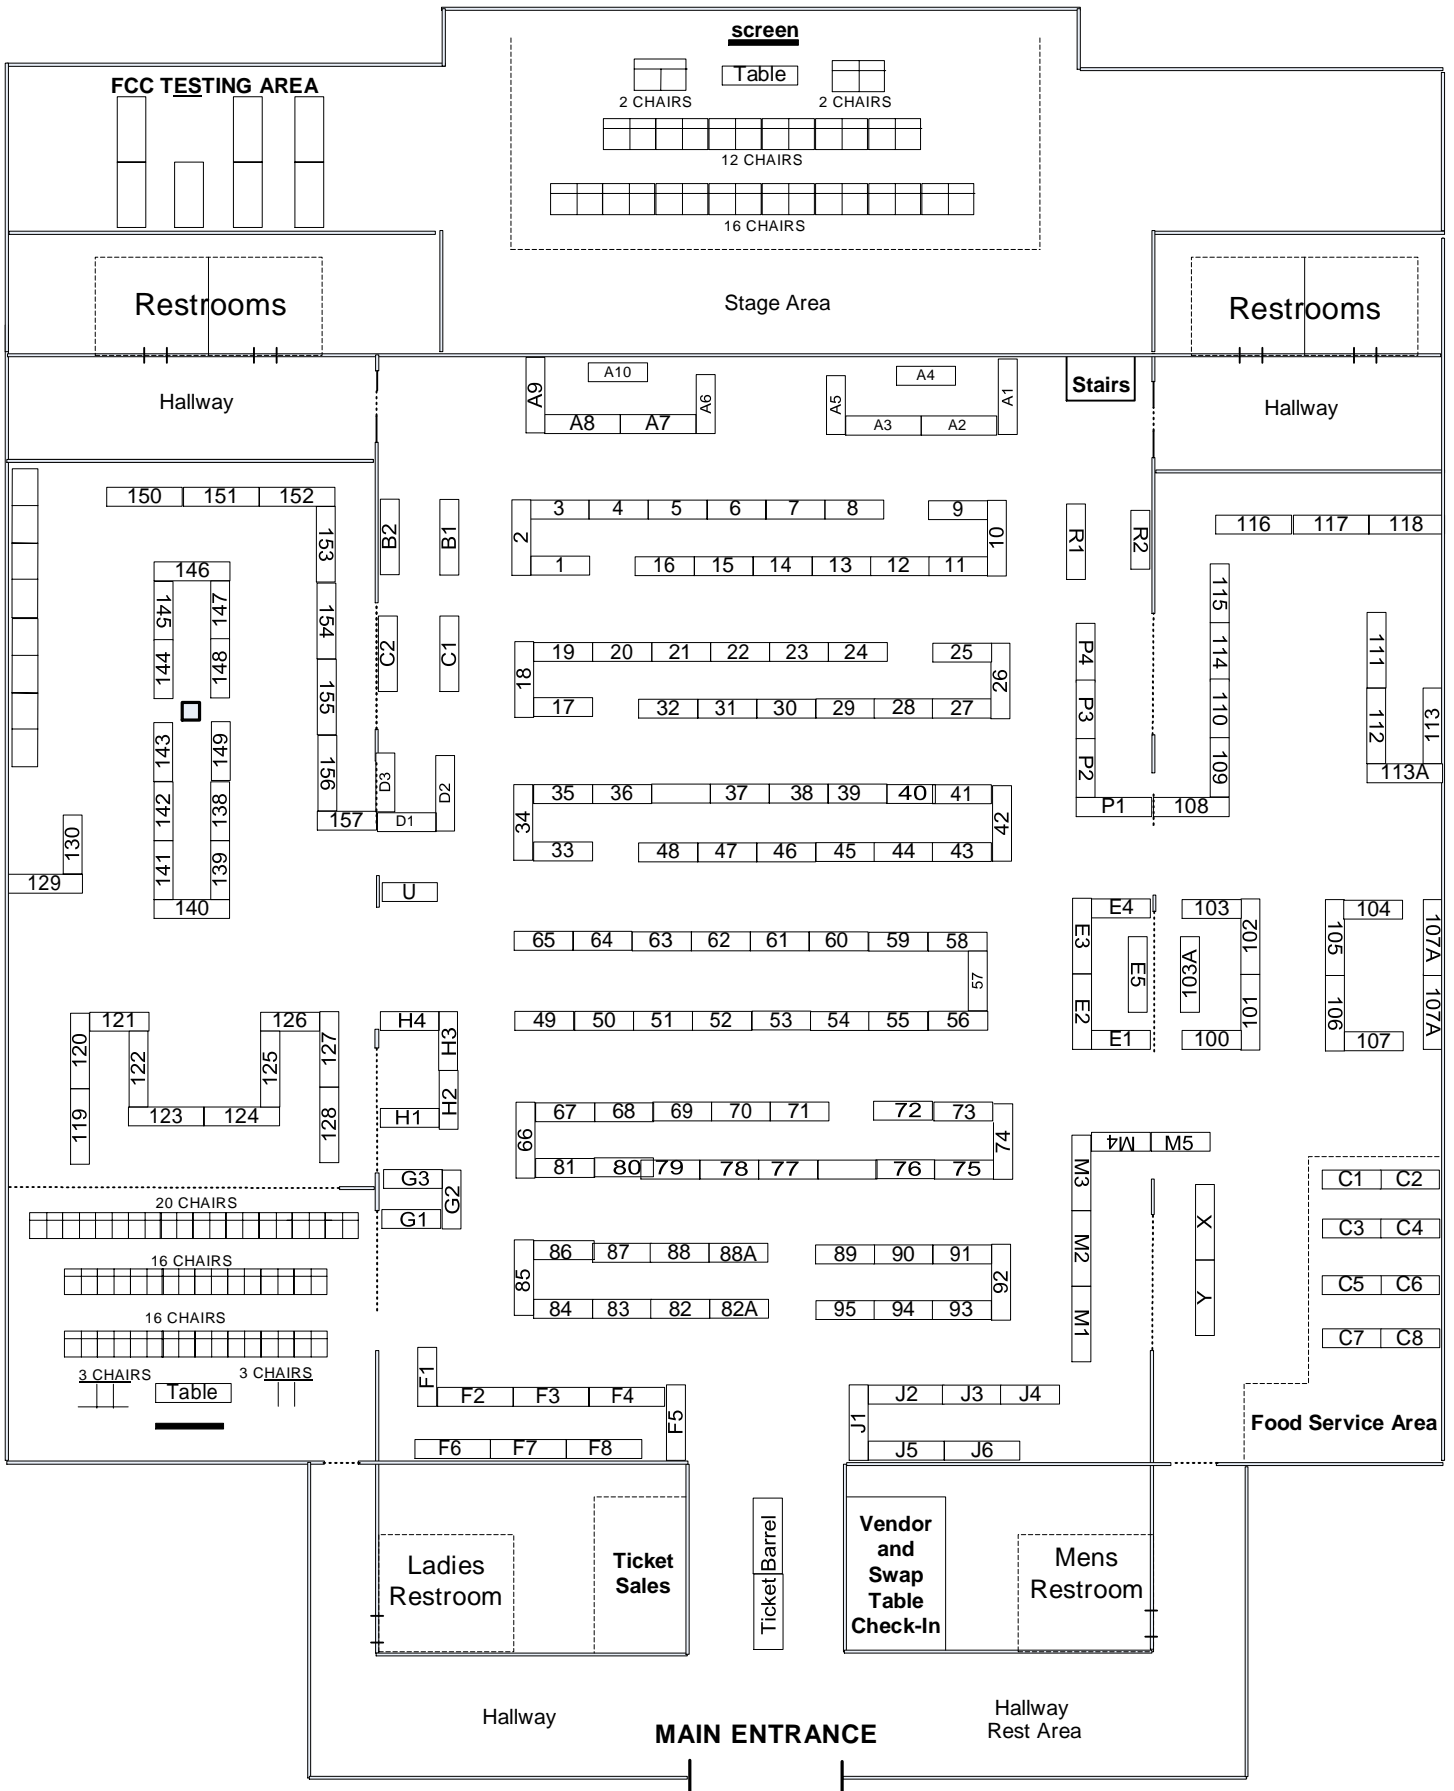 screen
FCC TESTING AREA
Table
2 CHAIRS
2 CHAIRS
12 CHAIRS
16 CHAIRS
Restrooms
Stage Area
Restrooms
Hallway
A9
A10
A6
A8
A7
A5
A4
A1
A3
A2
Stairs
Hallway
150 151 152
153
154
155
156
157
146
145
147
144
148
143
149
142
138
141
139
140
130
129
B2
B1
C2
C1
D3
D2
D1
U
2
3 4 5 6 7 8
9
10
1
16 15 14 13 12 11
18
19 20 21 22 23 24
25
26
17
32 31 30 29 28 27
34
35 36 37 38 39 40 41
42
33
48 47 46 45 44 43
65 64 63 62 61 60 59 58
57
49 50 51 52 53 54 55 56
R1
R2
P4
P3
P2
P1
108
116 117 118
115
114
110
109
111
112
113
113A
E4
E3
E5
E2
E1
103
102
103A
101
100
104
105
106
107
107A
107A
121
120
122
119
123 124
125
126
127
128
H4
H3
H2
H1
G3
G2
G1
66
67 68 69 70 71
72 73
74
81 80 79 78 77 76 75
85
86 87 88 88A
89 90 91
92
84 83 82 82A
95 94 93
M4 M5
M3
M2
M1
X
Y
C1 C2
C3 C4
C5 C6
C7 C8
Food Service Area
20 CHAIRS
16 CHAIRS
16 CHAIRS
3 CHAIRS
Table
3 CHAIRS
F1
F2 F3 F4
F5
F6 F7 F8
J1
J2 J3 J4
J5 J6
Ladies
Restroom
Ticket
Sales
Ticket Barrel
Vendor
and
Swap
Table
Check-In
Mens
Restroom
Hallway
MAIN ENTRANCE
Hallway
Rest Area